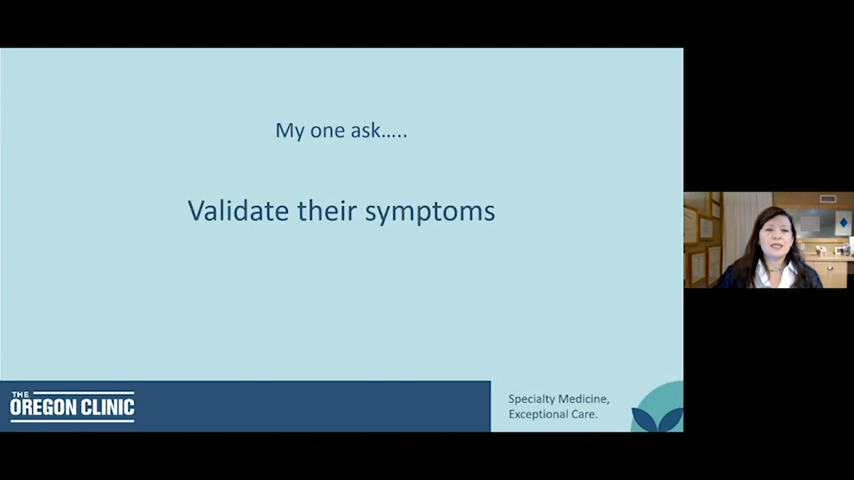 My one ask…..
Validate their symptoms
THE
OREGON CLINIC
Specialty Medicine,
Exceptional Care.